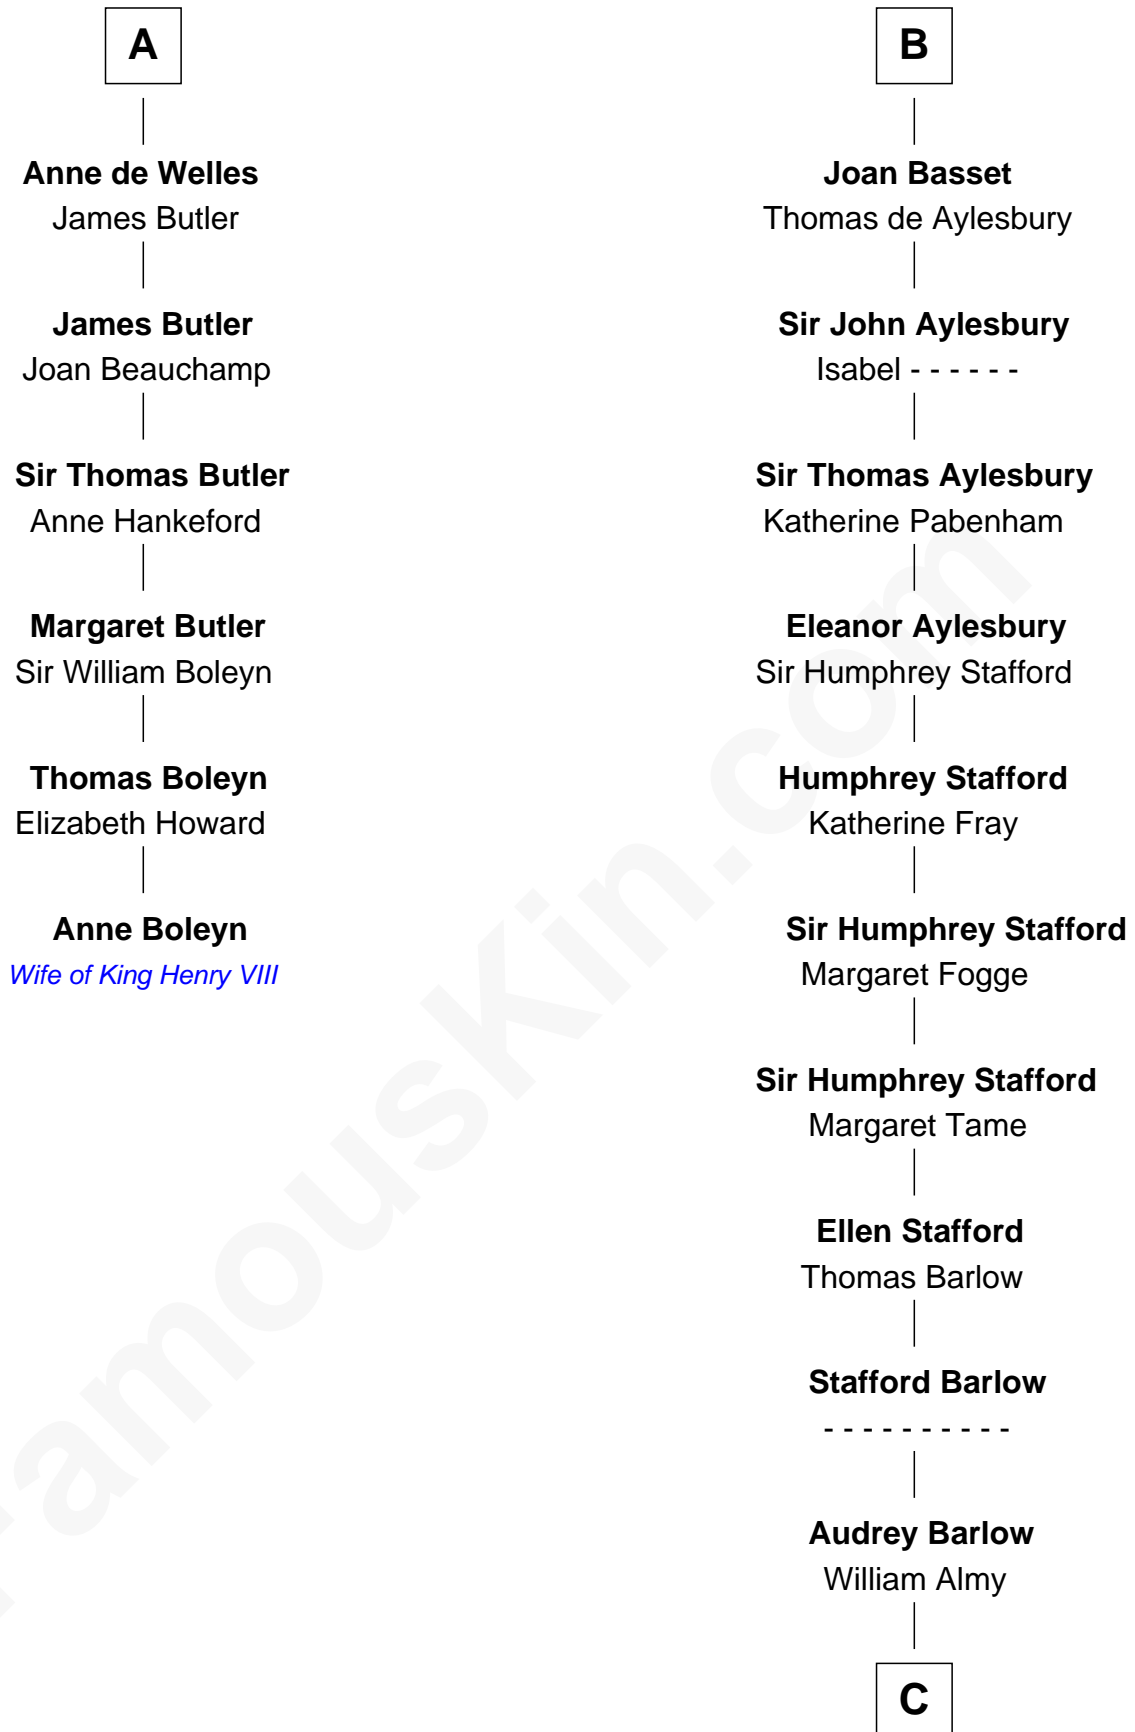 A
Anne de Welles
James Butler
James Butler
Joan Beauchamp
Sir Thomas Butler
Anne Hankeford
Margaret Butler
Sir William Boleyn
Thomas Boleyn
Elizabeth Howard
Anne Boleyn
Wife of King Henry VIII
B
Joan Basset
Thomas de Aylesbury
Sir John Aylesbury
Isabel - - - - - -
Sir Thomas Aylesbury
Katherine Pabenham
Eleanor Aylesbury
Sir Humphrey Stafford
Humphrey Stafford
Katherine Fray
Sir Humphrey Stafford
Margaret Fogge
Sir Humphrey Stafford
Margaret Tame
Ellen Stafford
Thomas Barlow
Stafford Barlow
- - - - - - - - - -
Audrey Barlow
William Almy
C
FamousKin.com